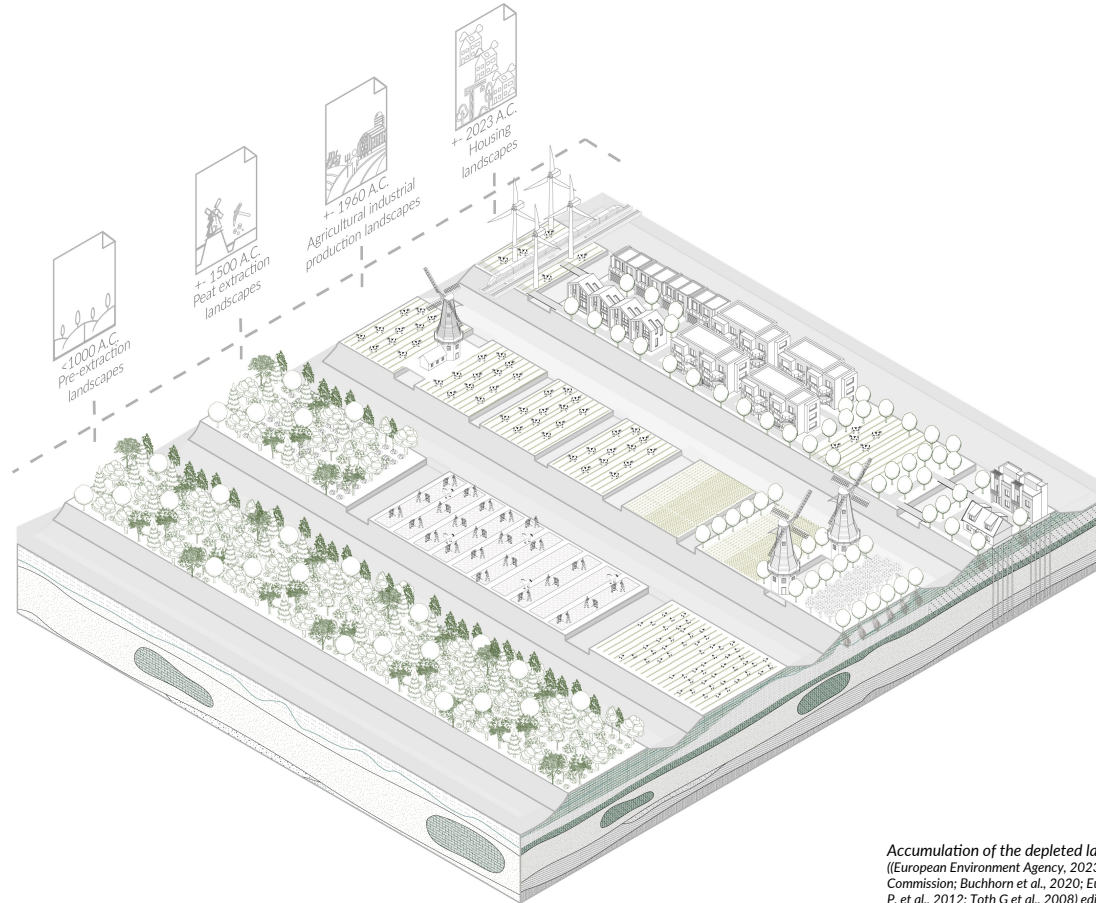 +- 2023 A.C.
Housing
landscapes
+- 1960 A.C.
Agricultural industrial
production landscapes
+- 1500 A.C.
Peat extraction
landscapes
<1000 A.C.
Pre-extraction
landscapes
Accumulation of the depleted la
((European Environment Agency, 2023
Commission; Buchhorn et al., 2020; Eu
P. et al., 2012; Toth G et al., 2008) edi